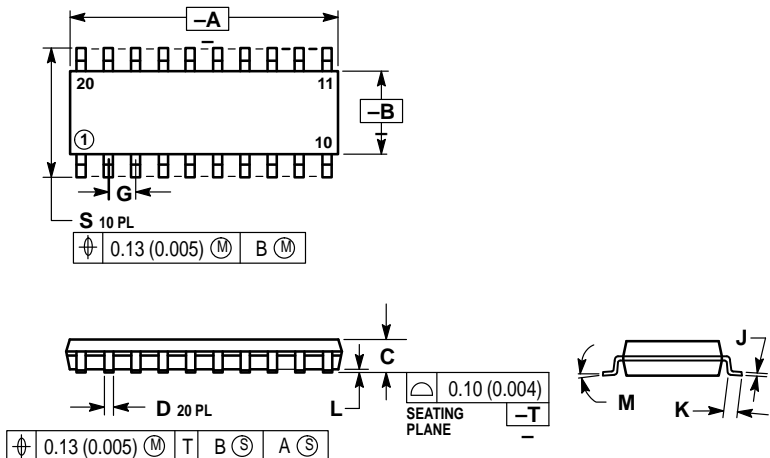 –A
–
20 11
–B
–
1 10
G
S 10 PL
⌖ 0.13 (0.005) Ⓜ B Ⓜ
C
J
D 20 PL
L
⌓ 0.10 (0.004)
SEATING
PLANE
–T
–
M
K
⌖ 0.13 (0.005) Ⓜ T B Ⓢ A Ⓢ